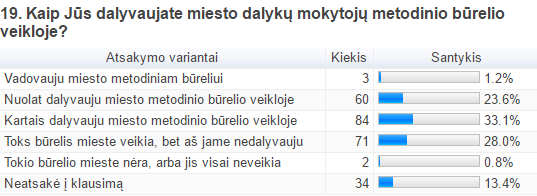 19. Kaip Jūs dalyvaujate miesto dalykų mokytojų metodinio būrelio
veikloje?
Atsakymo variantai Kiekis Santykis
Vadovauju miesto metodiniam būreliui 3 1.2%
Nuolat dalyvauju miesto metodinio būrelio veikloje 60 23.6%
Kartais dalyvauju miesto metodinio būrelio veikloje 84 33.1%
Toks būrelis mieste veikia, bet aš jame nedalyvauju 71 28.0%
Tokio būrelio mieste nėra, arba jis visai neveikia 2 0.8%
Neatsakė į klausimą 34 13.4%